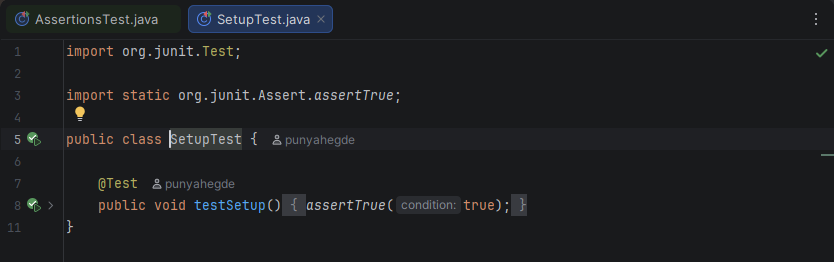 AssertionsTest.java SetupTest.java
1 import org.junit.Test;
2
3 import static org.junit.Assert.assertTrue;
4
5 public class SetupTest { punyahegde
6
7 @Test punyahegde
8 public void testSetup() { assertTrue( condition: true); }
11 }